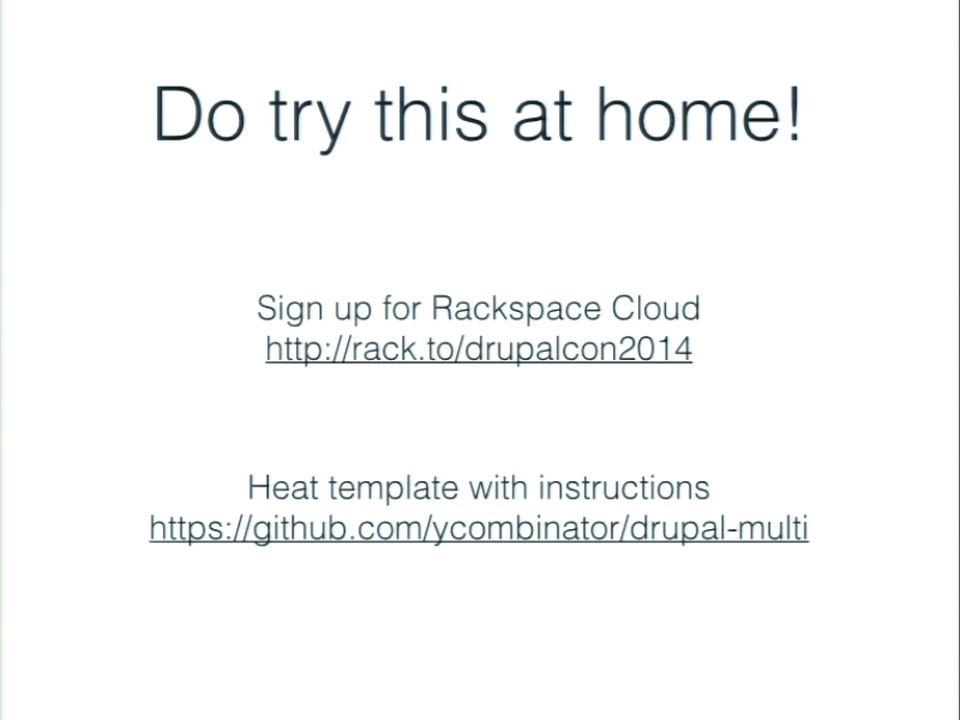 Do try this at home!
Sign up for Rackspace Cloud
http://rack.to/drupalcon2014
Heat template with instructions
https://github.com/ycombinator/drupal-multi